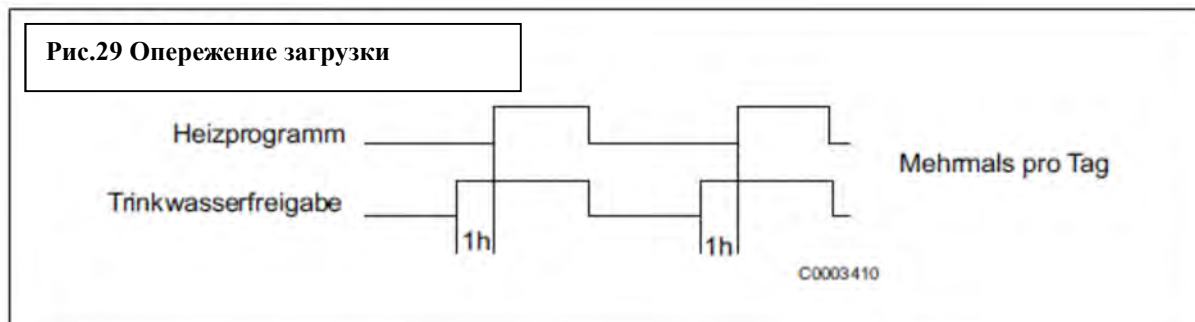 Рис.29 Опережение загрузки
Heizprogramm
Mehrmals pro Tag
Trinkwasserfreigabe
1h
1h
C0003410